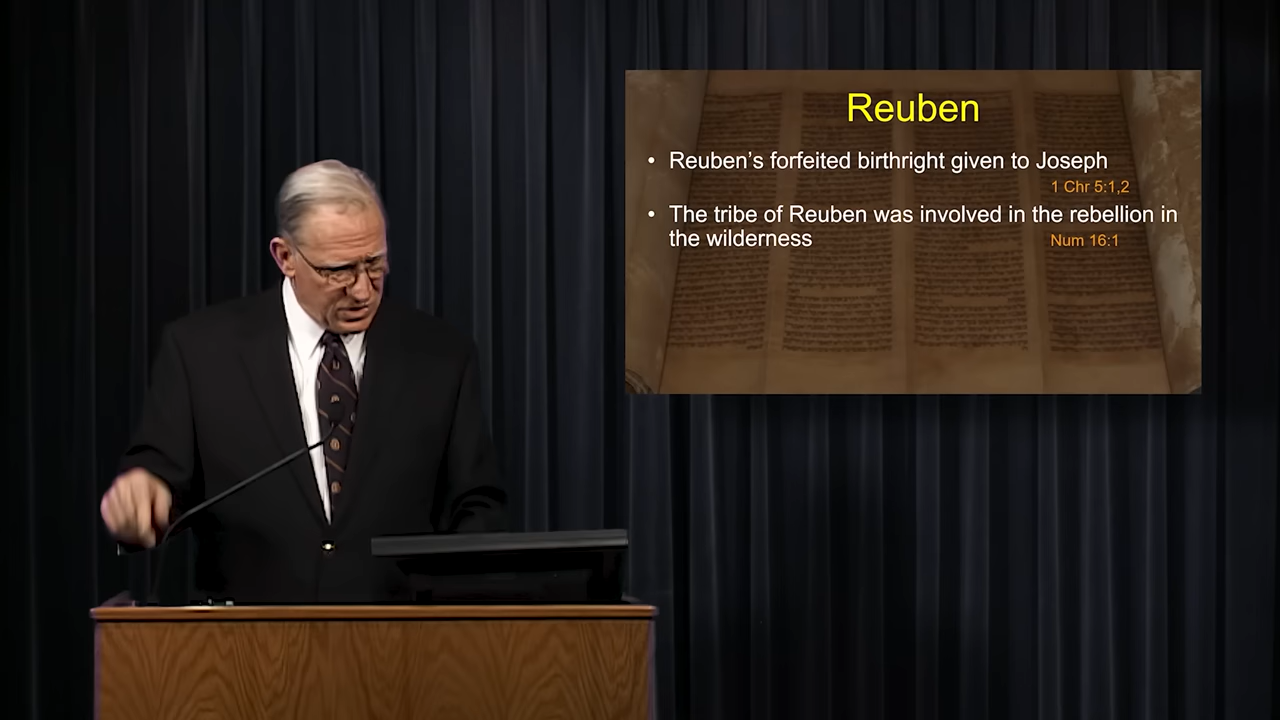 Reuben
• Reuben's forfeited birthright given to Joseph
1 Chr 5:1,2
• The tribe of Reuben was involved in the rebellion in
the wilderness
Num 16:1